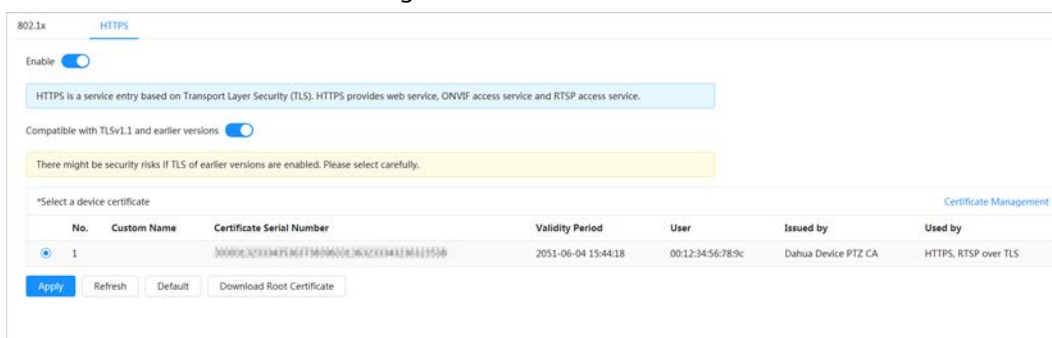 802.1x HTTPS
Enable
HTTPS is a service entry based on Transport Layer Security (TLS). HTTPS provides web service, ONVIF access service and RTSP access service.
Compatible with TLSv1.1 and earlier versions
There might be security risks if TLS of earlier versions are enabled. Please select carefully.
*Select a device certificate Certificate Management
No. Custom Name Certificate Serial Number Validity Period User Issued by Used by
1 2051-06-04 15:44:18 00:12:34:56:78:9c Dahua Device PTZ CA HTTPS, RTSP over TLS
Apply Refresh Default Download Root Certificate